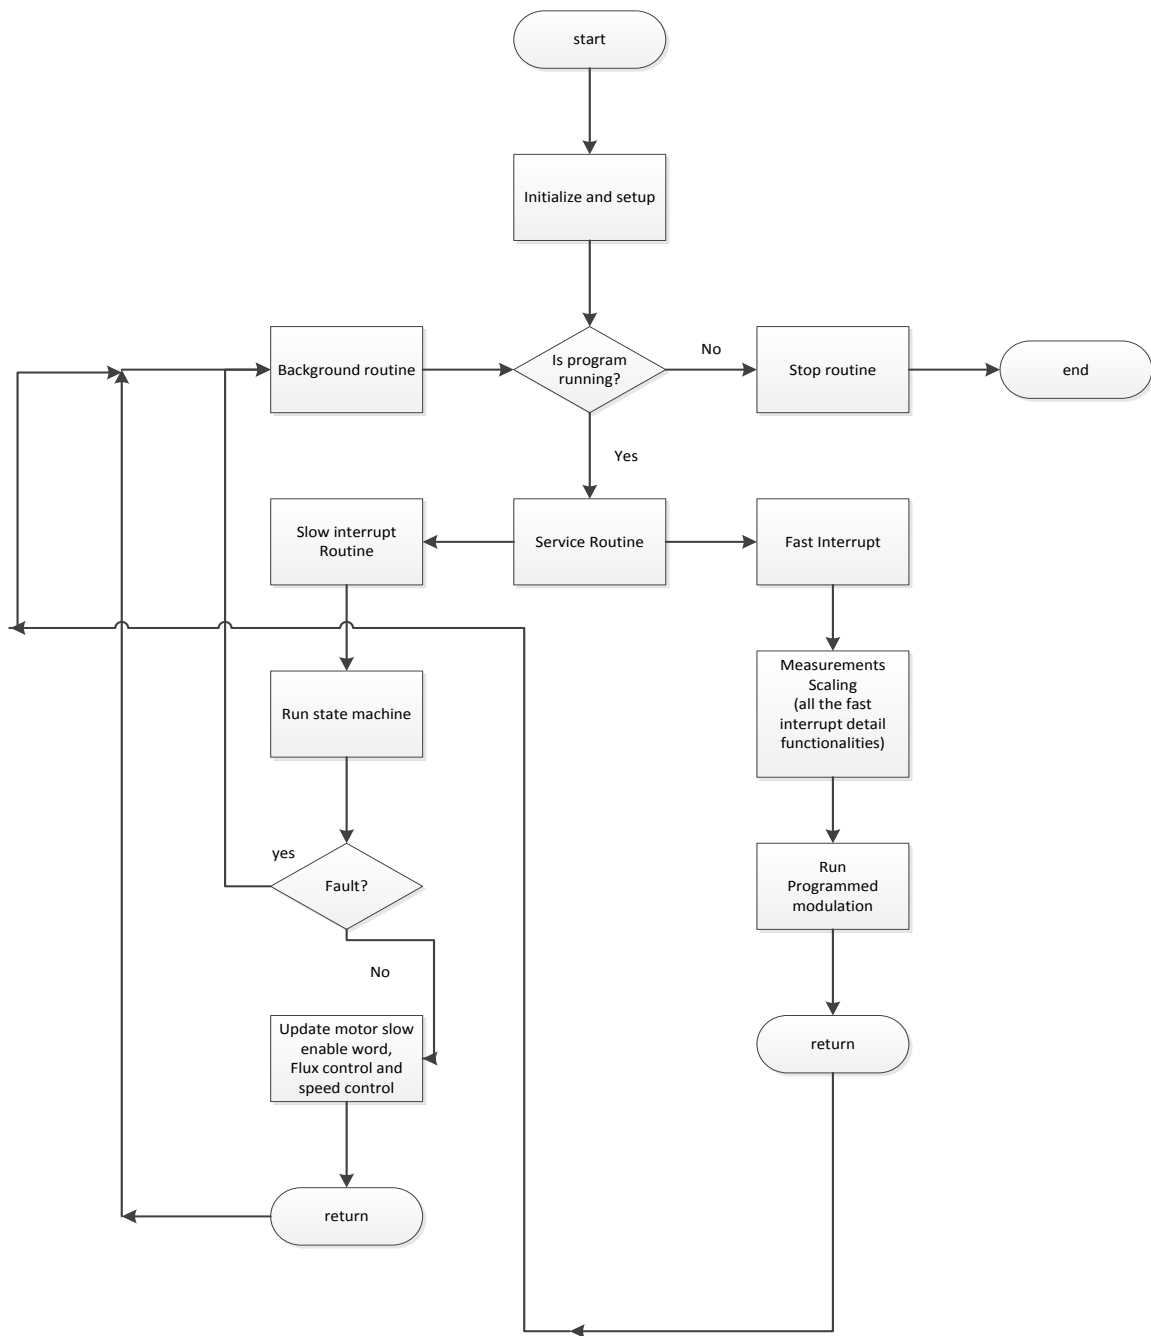 start
Initialize and setup
Background routine
Is program
running?
No
Stop routine
end
Yes
Slow interrupt
Routine
Service Routine
Fast Interrupt
Run state machine
Measurements
Scaling
(all the fast
interrupt detail
functionalities)
yes
Fault?
Run
Programmed
modulation
No
Update motor slow
enable word,
Flux control and
speed control
return
return